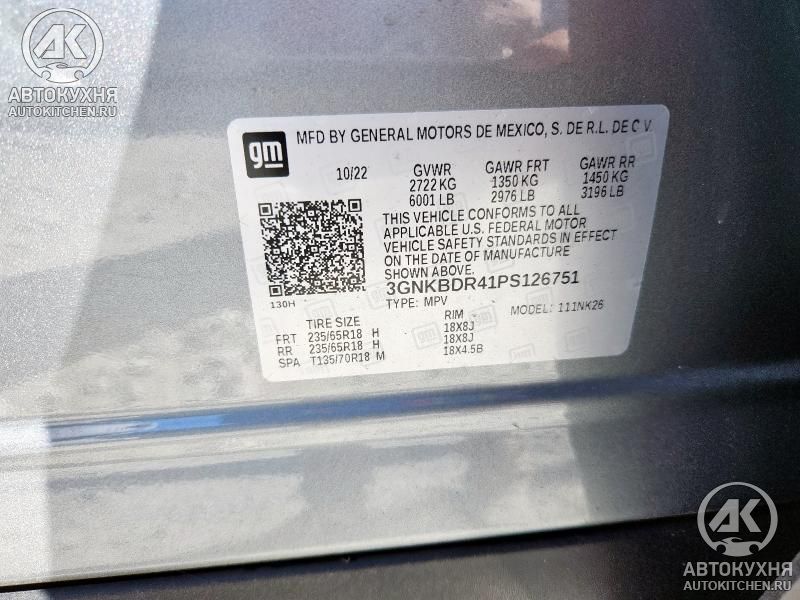 AK
АВТОКУХНЯ
AUTOKITCHEN.RU
gm MFD BY GENERAL MOTORS DE MEXICO, S. DE R.L. DE C V.
10/22 GVWR GAWR FRT GAWR RR
2722 KG 1350 KG 1450 KG
6001 LB 2976 LB 3196 LB
THIS VEHICLE CONFORMS TO ALL
APPLICABLE U.S. FEDERAL MOTOR
VEHICLE SAFETY STANDARDS IN EFFECT
ON THE DATE OF MANUFACTURE
SHOWN ABOVE.
3GNKBDR41PS126751
130H TYPE: MPV MODEL: 111NK26
TIRE SIZE RIM
FRT 235/65R18 H 18X8J
RR 235/65R18 H 18X8J
SPA T135/70R18 M 18X4.5B
AK
АВТОКУХНЯ
AUTOKITCHEN.RU